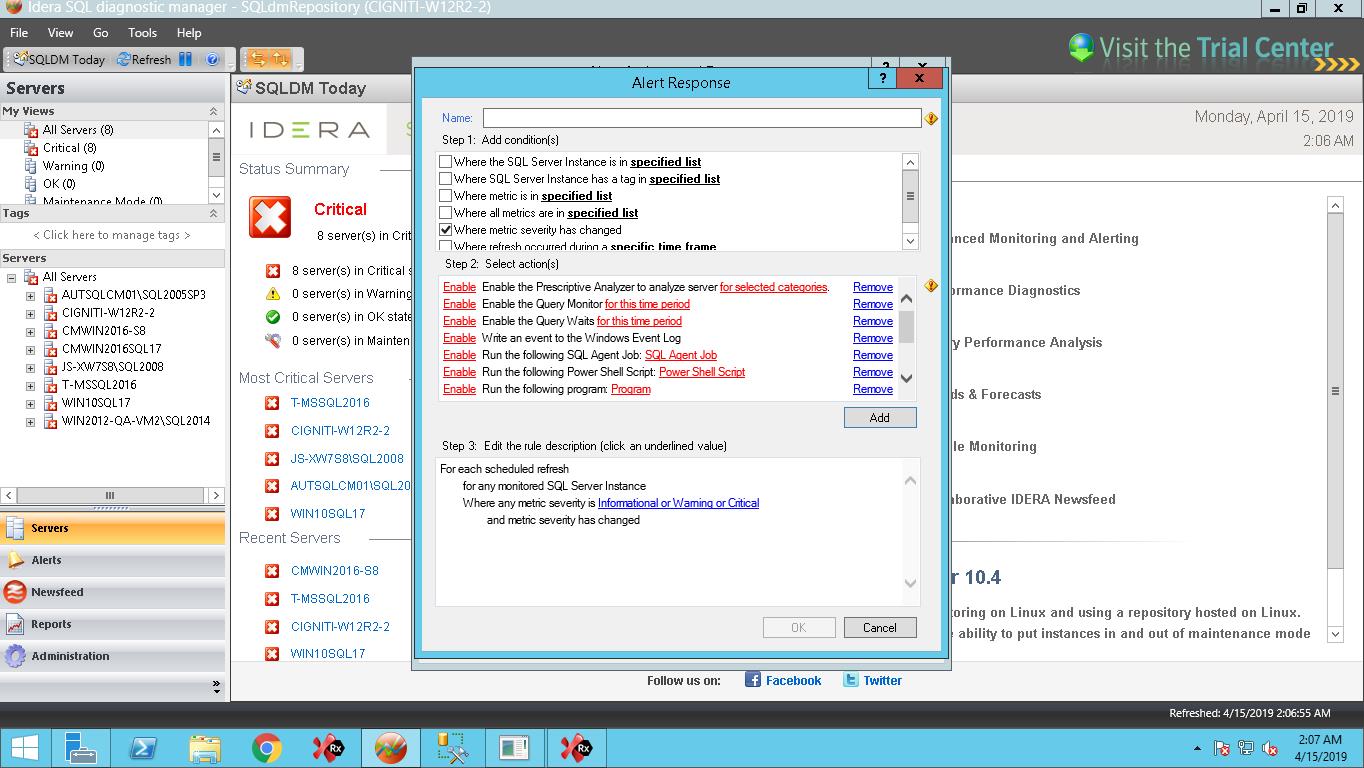 Idera SQL diagnostic manager - SQLdmRepository (CIGNITI-W12R2-2)
File View Go Tools Help
SQLDM Today Refresh
Visit the Trial Center
Servers
My Views
All Servers (8)
Critical (8)
Warning (0)
OK (0)
Maintenance Mode (0)
Tags
< Click here to manage tags >
Servers
All Servers
AUTSQLCM01\SQL2005SP3
CIGNITI-W12R2-2
CMWIN2016-S8
CMWIN2016SQL17
JS-XW7S8\SQL2008
T-MSSQL2016
WIN10SQL17
WIN2012-QA-VM2\SQL2014
Servers
Alerts
Newsfeed
Reports
Administration
SQLDM Today
IDERA
Monday, April 15, 2019
2:06 AM
Status Summary
Critical
8 server(s) in Crit
8 server(s) in Critical s
0 server(s) in Warning
0 server(s) in OK state
0 server(s) in Mainten
Most Critical Servers
T-MSSQL2016
CIGNITI-W12R2-2
JS-XW7S8\SQL2008
AUTSQLCM01\SQL20
WIN10SQL17
Recent Servers
CMWIN2016-S8
T-MSSQL2016
CIGNITI-W12R2-2
WIN10SQL17
Alert Response
? x
Name:
Step 1: Add condition(s)
Where the SQL Server Instance is in specified list
Where SQL Server Instance has a tag in specified list
Where metric is in specified list
Where all metrics are in specified list
Where metric severity has changed
Where refresh occurred during a specific time frame
Step 2: Select action(s)
Enable Enable the Prescriptive Analyzer to analyze server for selected categories. Remove
Enable Enable the Query Monitor for this time period Remove
Enable Enable the Query Waits for this time period Remove
Enable Write an event to the Windows Event Log Remove
Enable Run the following SQL Agent Job: SQL Agent Job Remove
Enable Run the following Power Shell Script: Power Shell Script Remove
Enable Run the following program: Program Remove
Add
Step 3: Edit the rule description (click an underlined value)
For each scheduled refresh
for any monitored SQL Server Instance
Where any metric severity is Informational or Warning or Critical
and metric severity has changed
OK Cancel
nced Monitoring and Alerting
ormance Diagnostics
y Performance Analysis
ds & Forecasts
le Monitoring
aborative IDERA Newsfeed
r 10.4
oring on Linux and using a repository hosted on Linux.
e ability to put instances in and out of maintenance mode
Follow us on: Facebook Twitter
Refreshed: 4/15/2019 2:06:55 AM
2:07 AM
4/15/2019